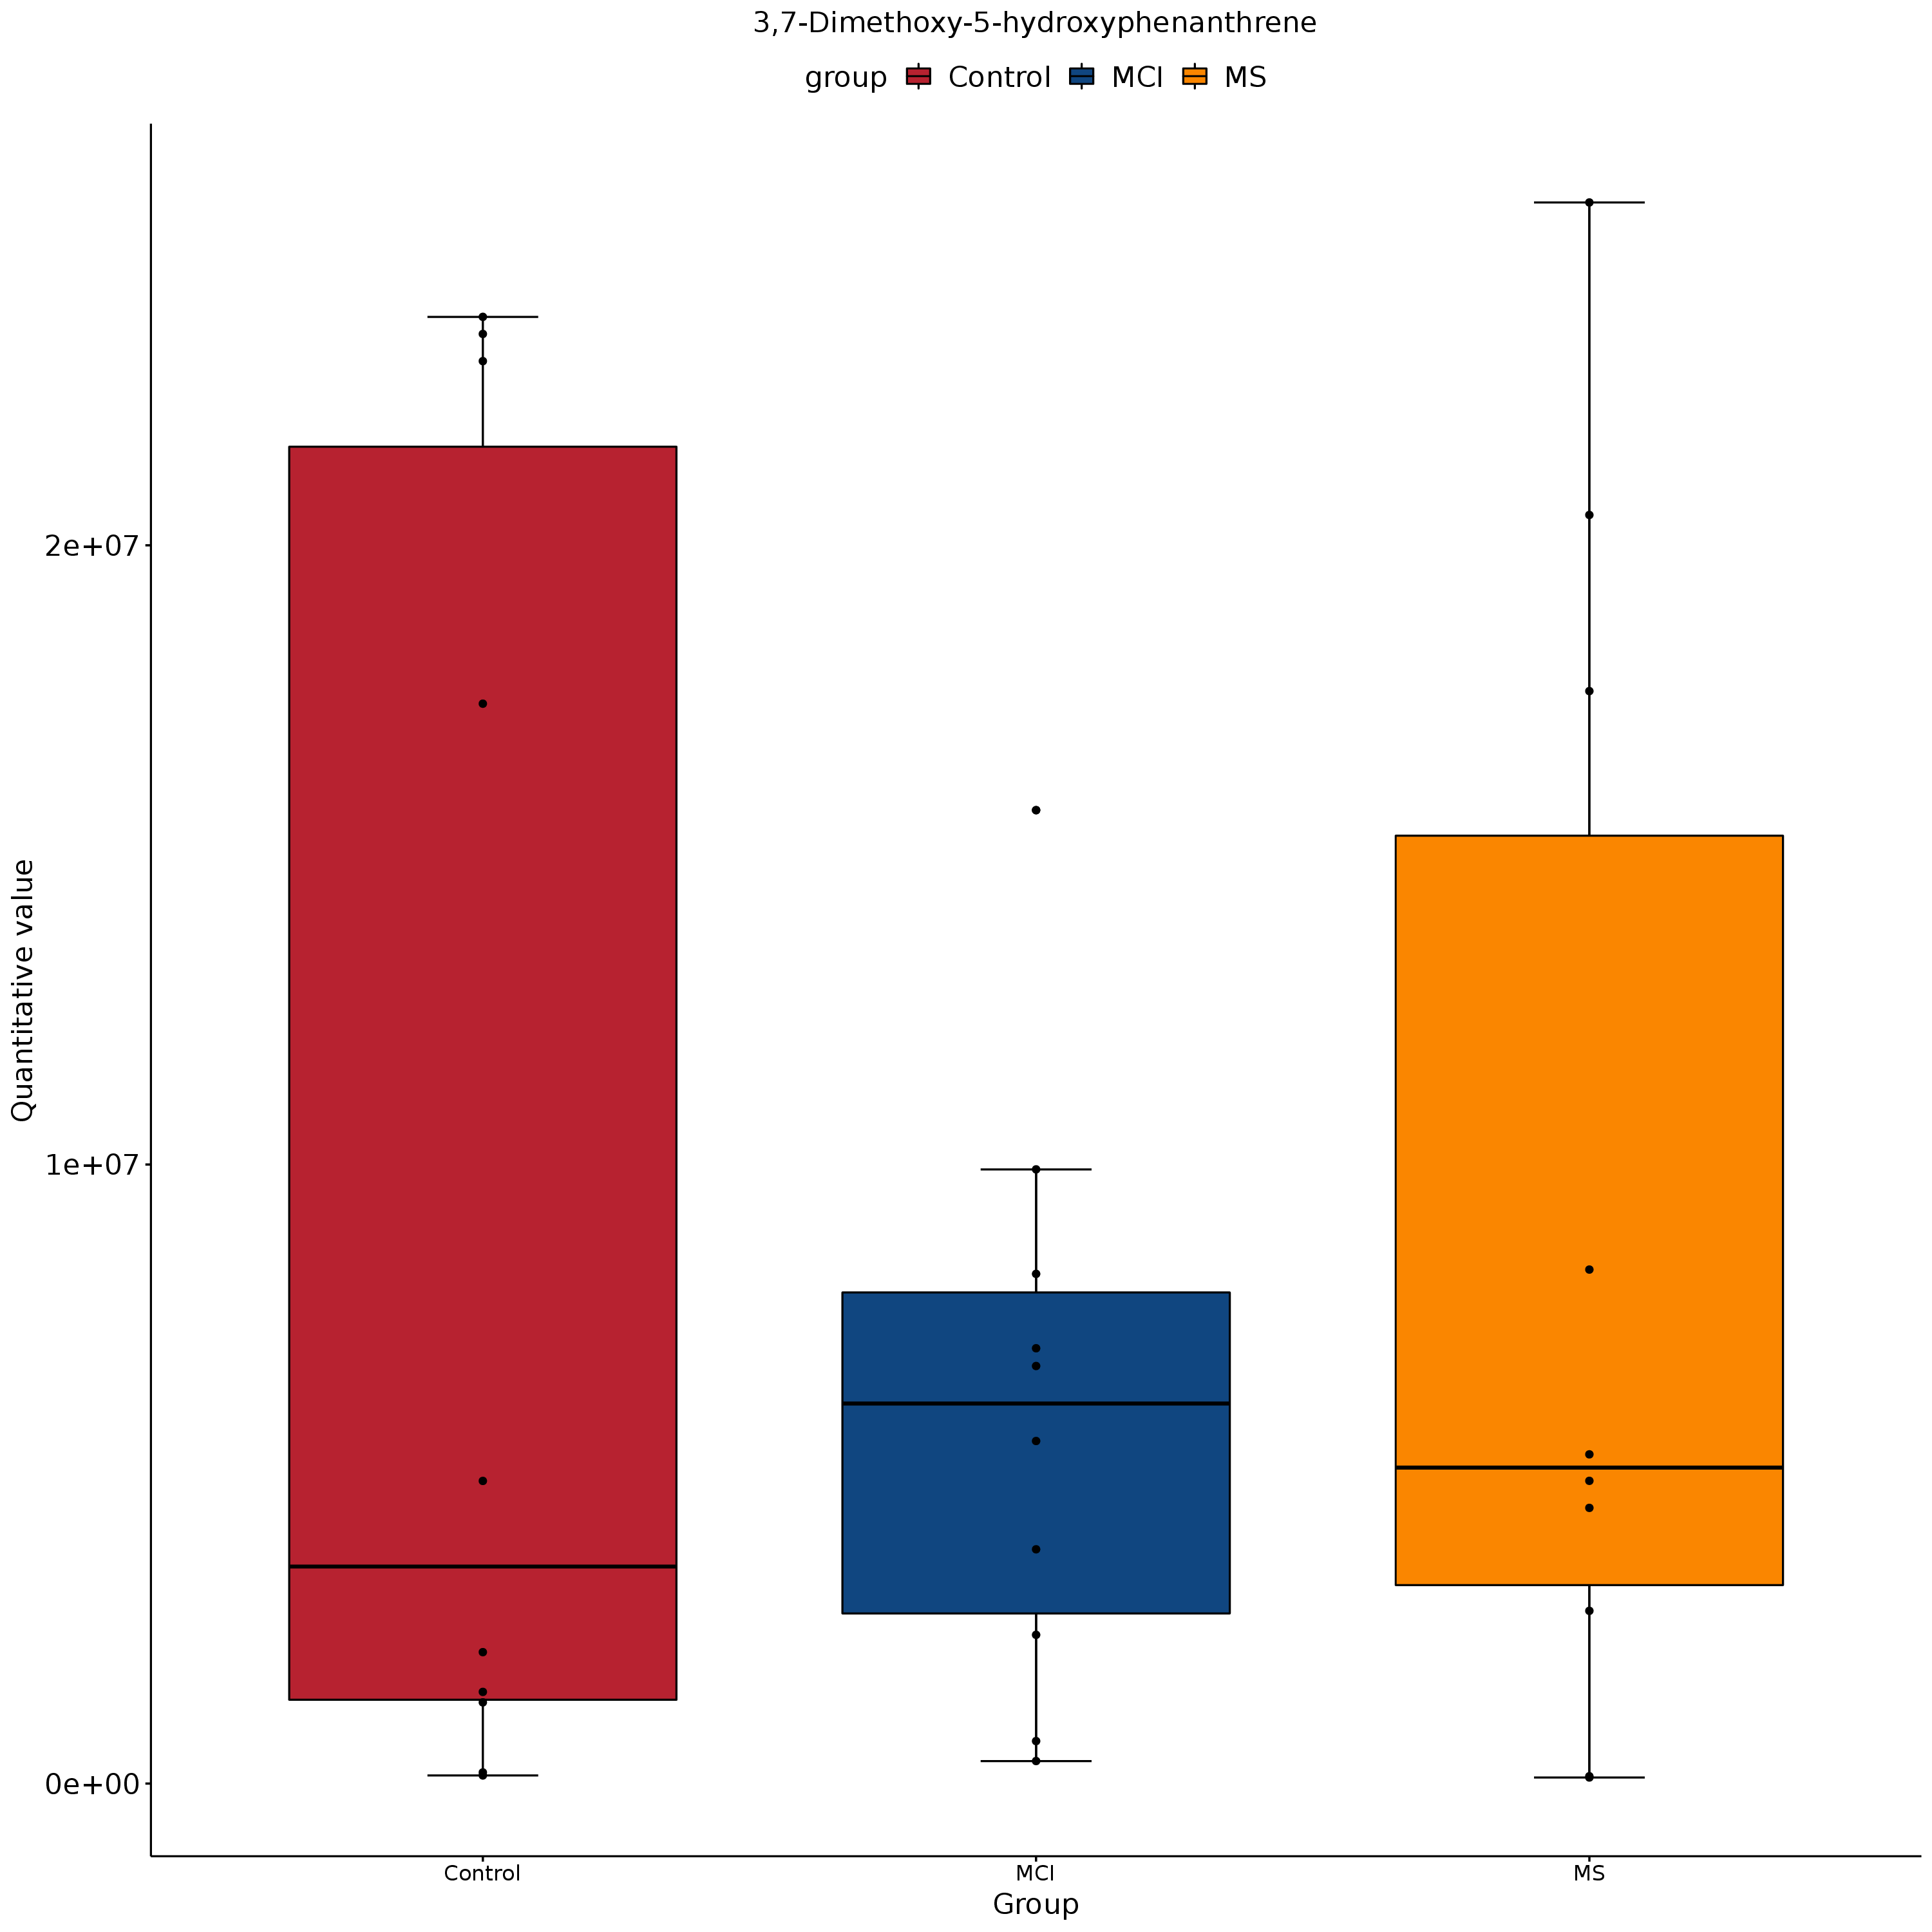 3,7-Dimethoxy-5-hydroxyphenanthrene
group Control MCI MS
2e+07
1e+07
0e+00
Quantitative value
Control MCI MS
Group